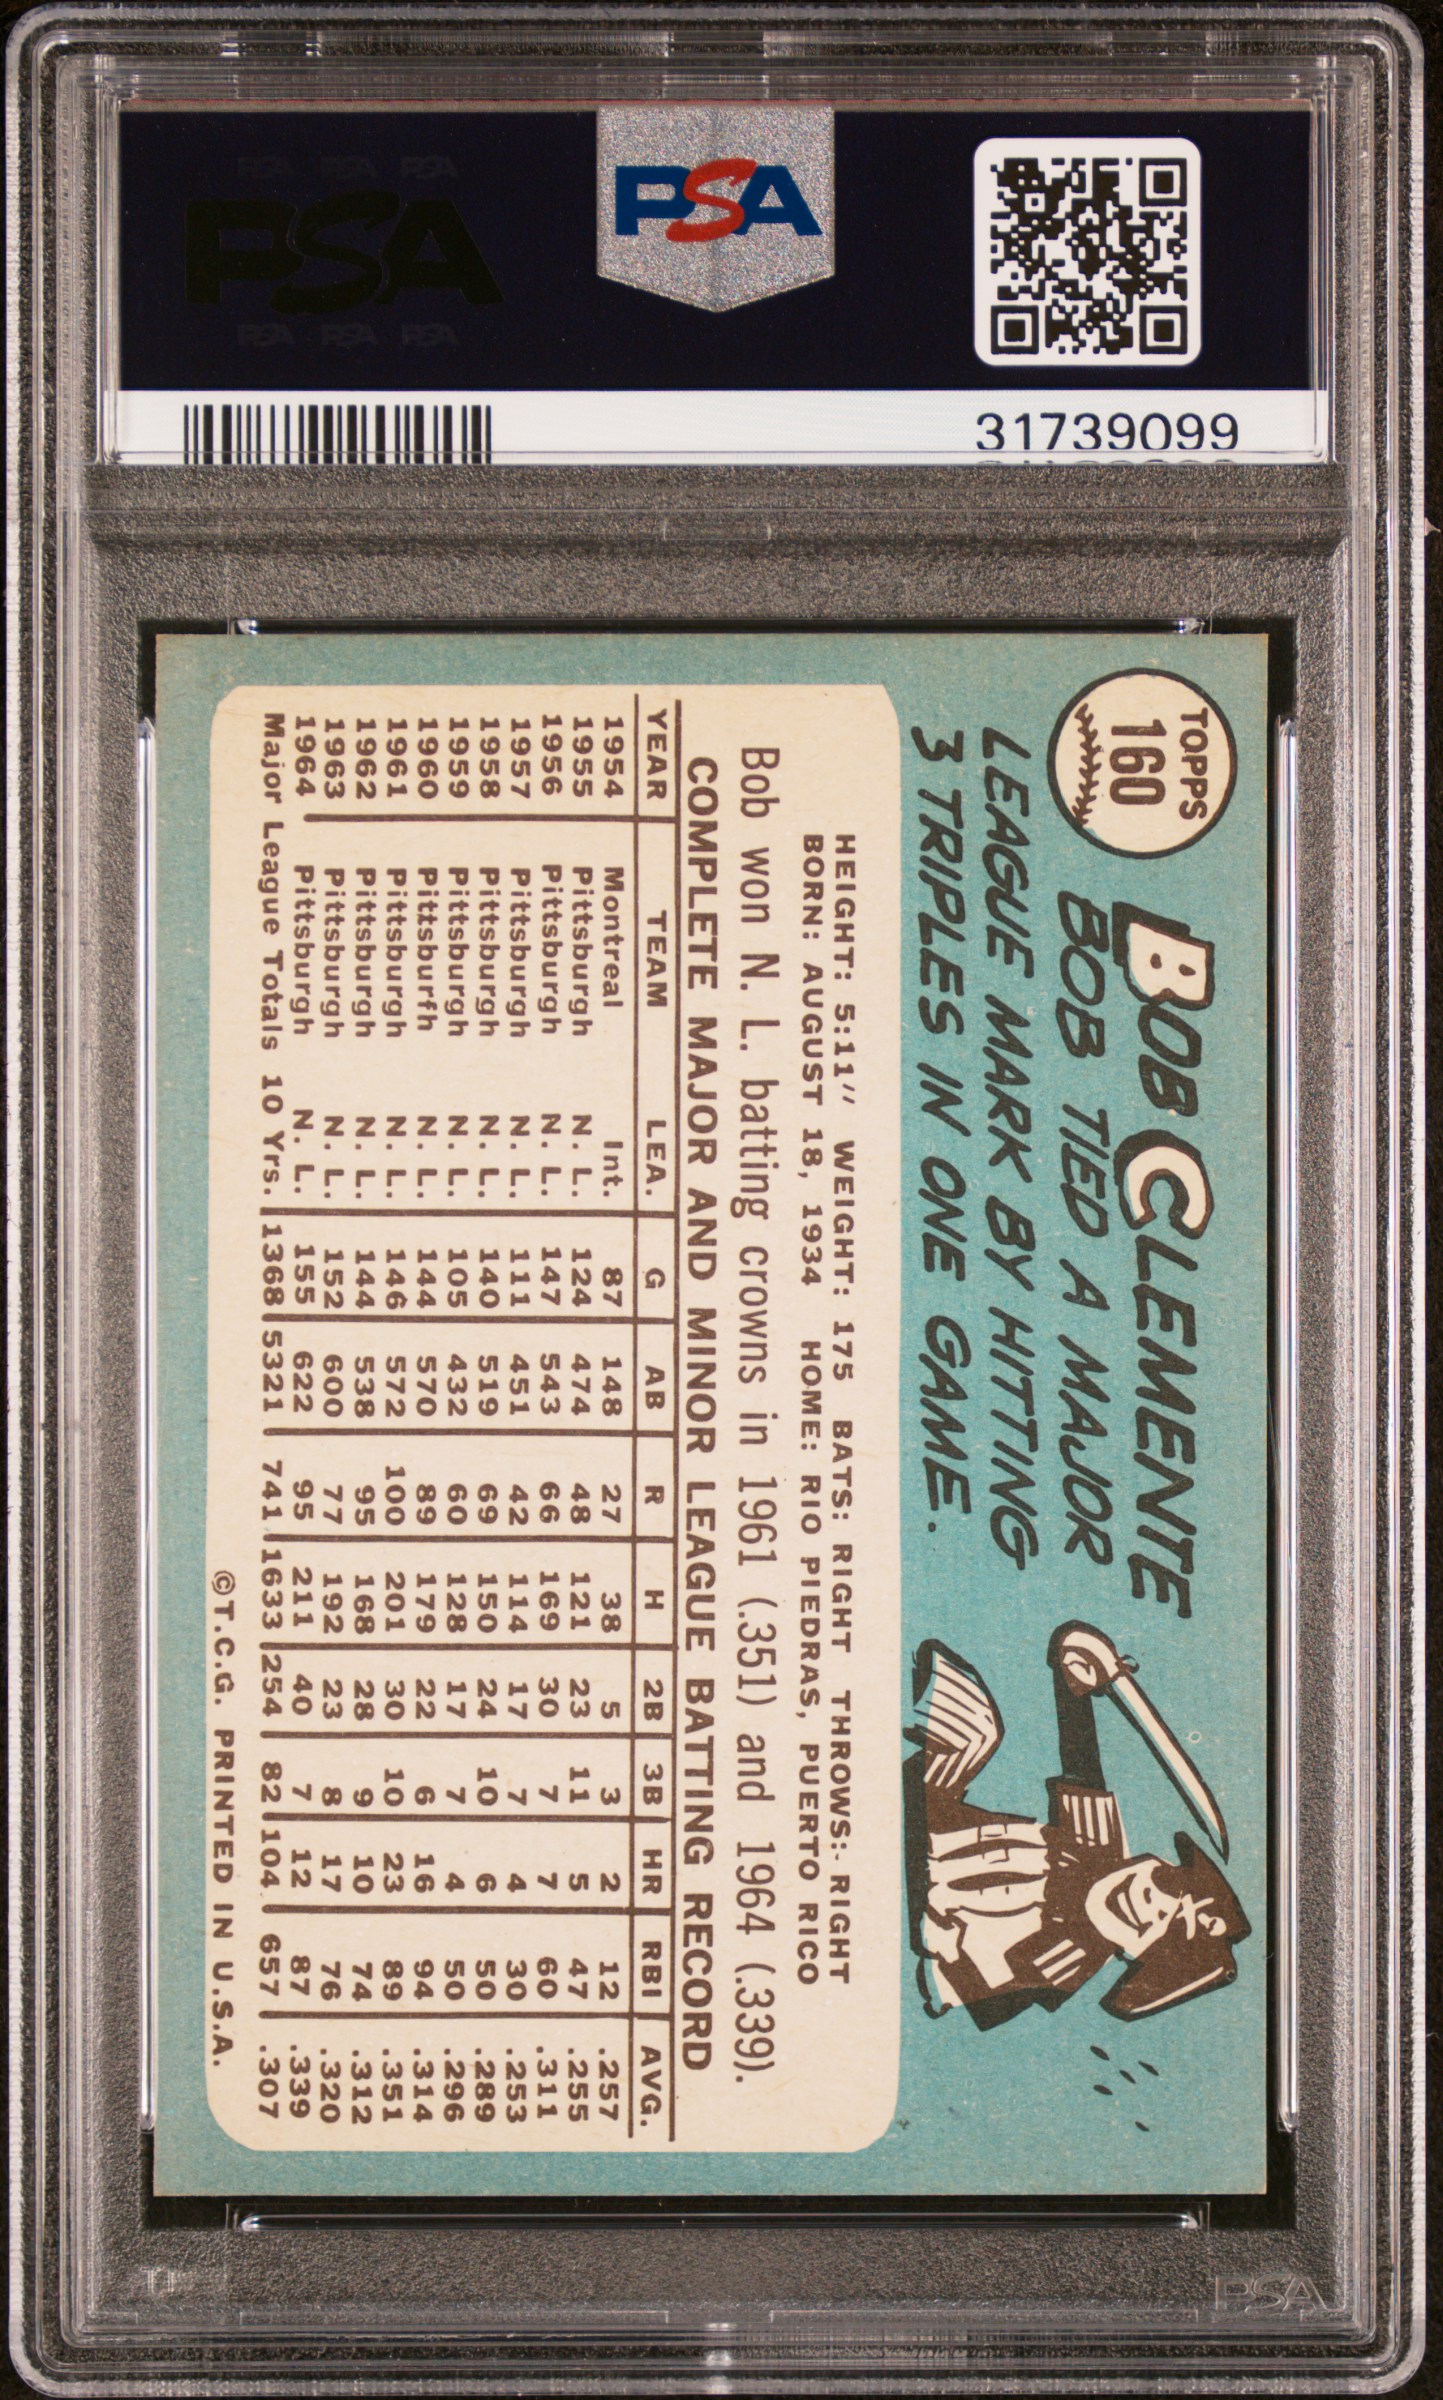 PSA PSA PSA
PSA
PSA PSA PSA
PSA
31739099
TOPPS
160
BOB CLEMENTE
BOB TIED A MAJOR
LEAGUE MARK BY HITTING
3 TRIPLES IN ONE GAME.
HEIGHT: 5:11" WEIGHT: 175 BATS: RIGHT THROWS:- RIGHT
BORN: AUGUST 18, 1934 HOME: RIO PIEDRAS, PUERTO RICO
Bob won N. L. batting crowns in 1961 (.351) and 1964 (.339).
COMPLETE MAJOR AND MINOR LEAGUE BATTING RECORD
YEAR TEAM LEA. G AB R H 2B 3B HR RBI AVG.
1954 Montreal Int. 87 148 27 38 5 3 2 12 .257
1955 Pittsburgh N. L. 124 474 48 121 23 11 5 47 .255
1956 Pittsburgh N. L. 147 543 66 169 30 7 7 60 .311
1957 Pittsburgh N. L. 111 451 42 114 17 7 4 30 .253
1958 Pittsburgh N. L. 140 519 69 150 24 10 6 50 .289
1959 Pittsburgh N. L. 105 432 60 128 17 7 4 50 .296
1960 Pittsburfh N. L. 144 570 89 179 22 6 16 94 .314
1961 Pittsburgh N. L. 146 572 100 201 30 10 23 89 .351
1962 Pittsburgh N. L. 144 538 95 168 28 9 10 74 .312
1963 Pittsburgh N. L. 152 600 77 192 23 8 17 76 .320
1964 Pittsburgh N. L. 155 622 95 211 40 7 12 87 .339
Major League Totals 10 Yrs. 1368 5321 741 1633 254 82 104 657 .307
©T.C.G. PRINTED IN U.S.A.
PSA